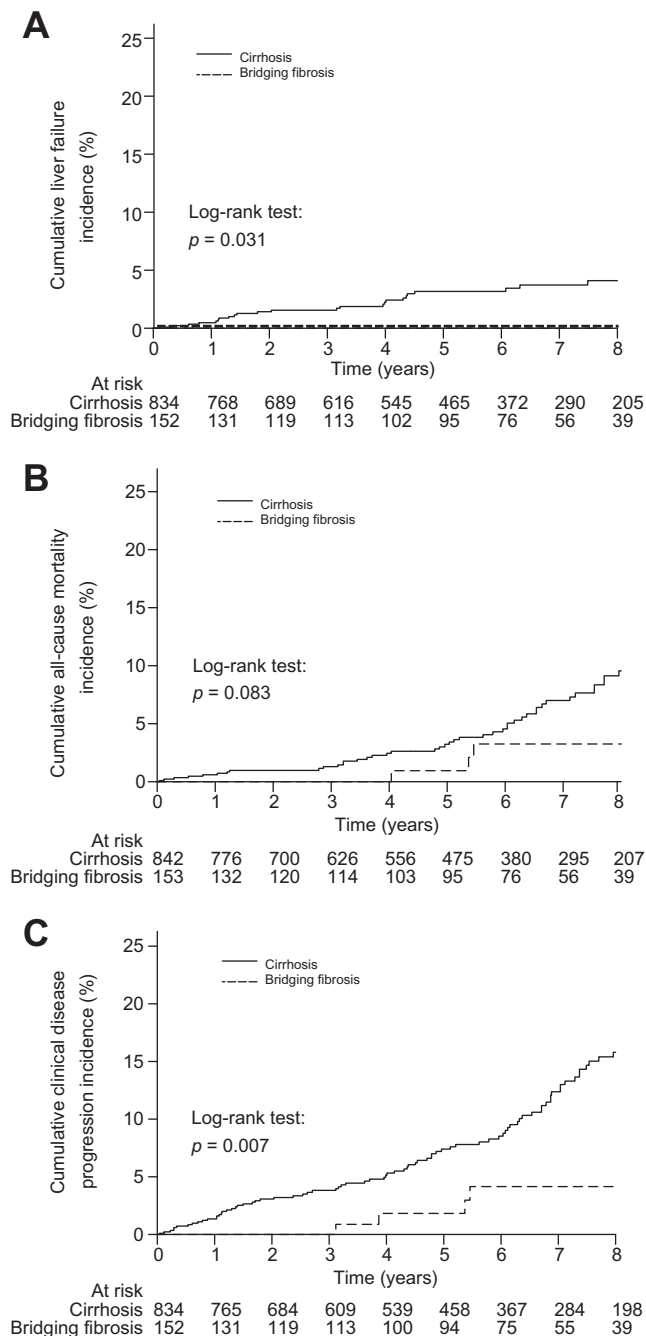 A
Cumulative liver failure
incidence (%)
25
20
15
10
5
0
Cirrhosis
Bridging fibrosis
Log-rank test:
p = 0.031
0 1 2 3 4 5 6 7 8
Time (years)
At risk
Cirrhosis 834 768 689 616 545 465 372 290 205
Bridging fibrosis 152 131 119 113 102 95 76 56 39
B
Cumulative all-cause mortality
incidence (%)
25
20
15
10
5
0
Cirrhosis
Bridging fibrosis
Log-rank test:
p = 0.083
0 1 2 3 4 5 6 7 8
Time (years)
At risk
Cirrhosis 842 776 700 626 556 475 380 295 207
Bridging fibrosis 153 132 120 114 103 95 76 56 39
C
Cumulative clinical disease
progression incidence (%)
25
20
15
10
5
0
Cirrhosis
Bridging fibrosis
Log-rank test:
p = 0.007
0 1 2 3 4 5 6 7 8
Time (years)
At risk
Cirrhosis 834 765 684 609 539 458 367 284 198
Bridging fibrosis 152 131 119 113 100 94 75 55 39